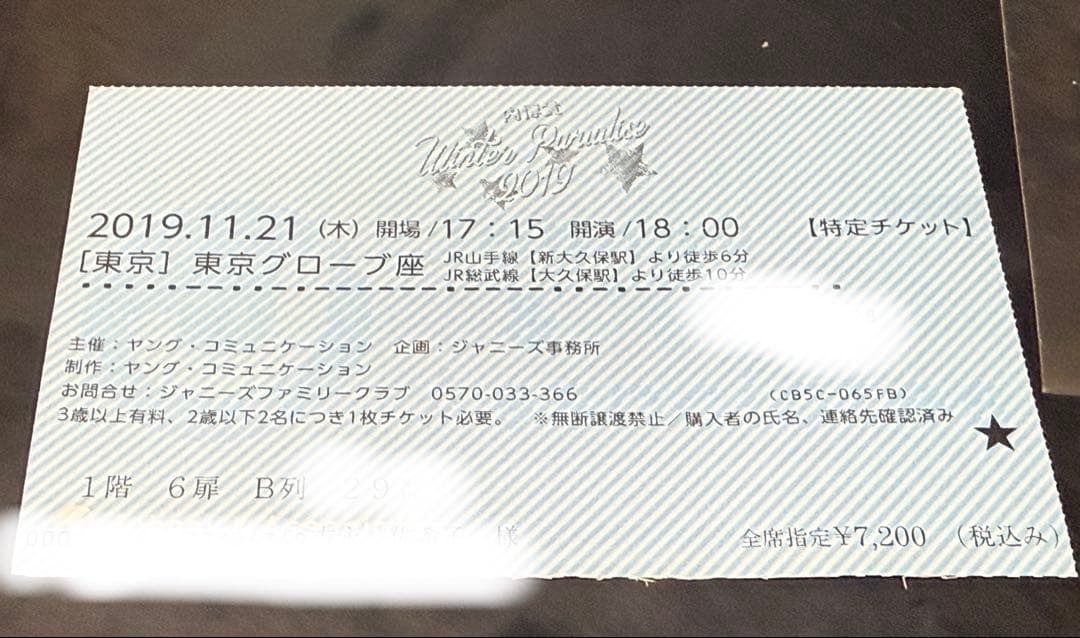 内博貴
Winter Paradise
2019
2019.11.21 (木) 開場/17:15 開演/18:00 【特定チケット】
[東京] 東京グローブ座 JR山手線【新大久保駅】より徒歩6分
JR総武線【大久保駅】より徒歩10分
主催:ヤング・コミュニケーション 企画:ジャニーズ事務所
制作:ヤング・コミュニケーション
お問合せ:ジャニーズファミリークラブ 0570-033-366 (CB5C-065FB)
3歳以上有料、2歳以下2名につき1枚チケット必要。 ※無断譲渡禁止/購入者の氏名、連絡先確認済み
1階 6扉 B列 29
000 様 全席指定¥7,200 (税込み)